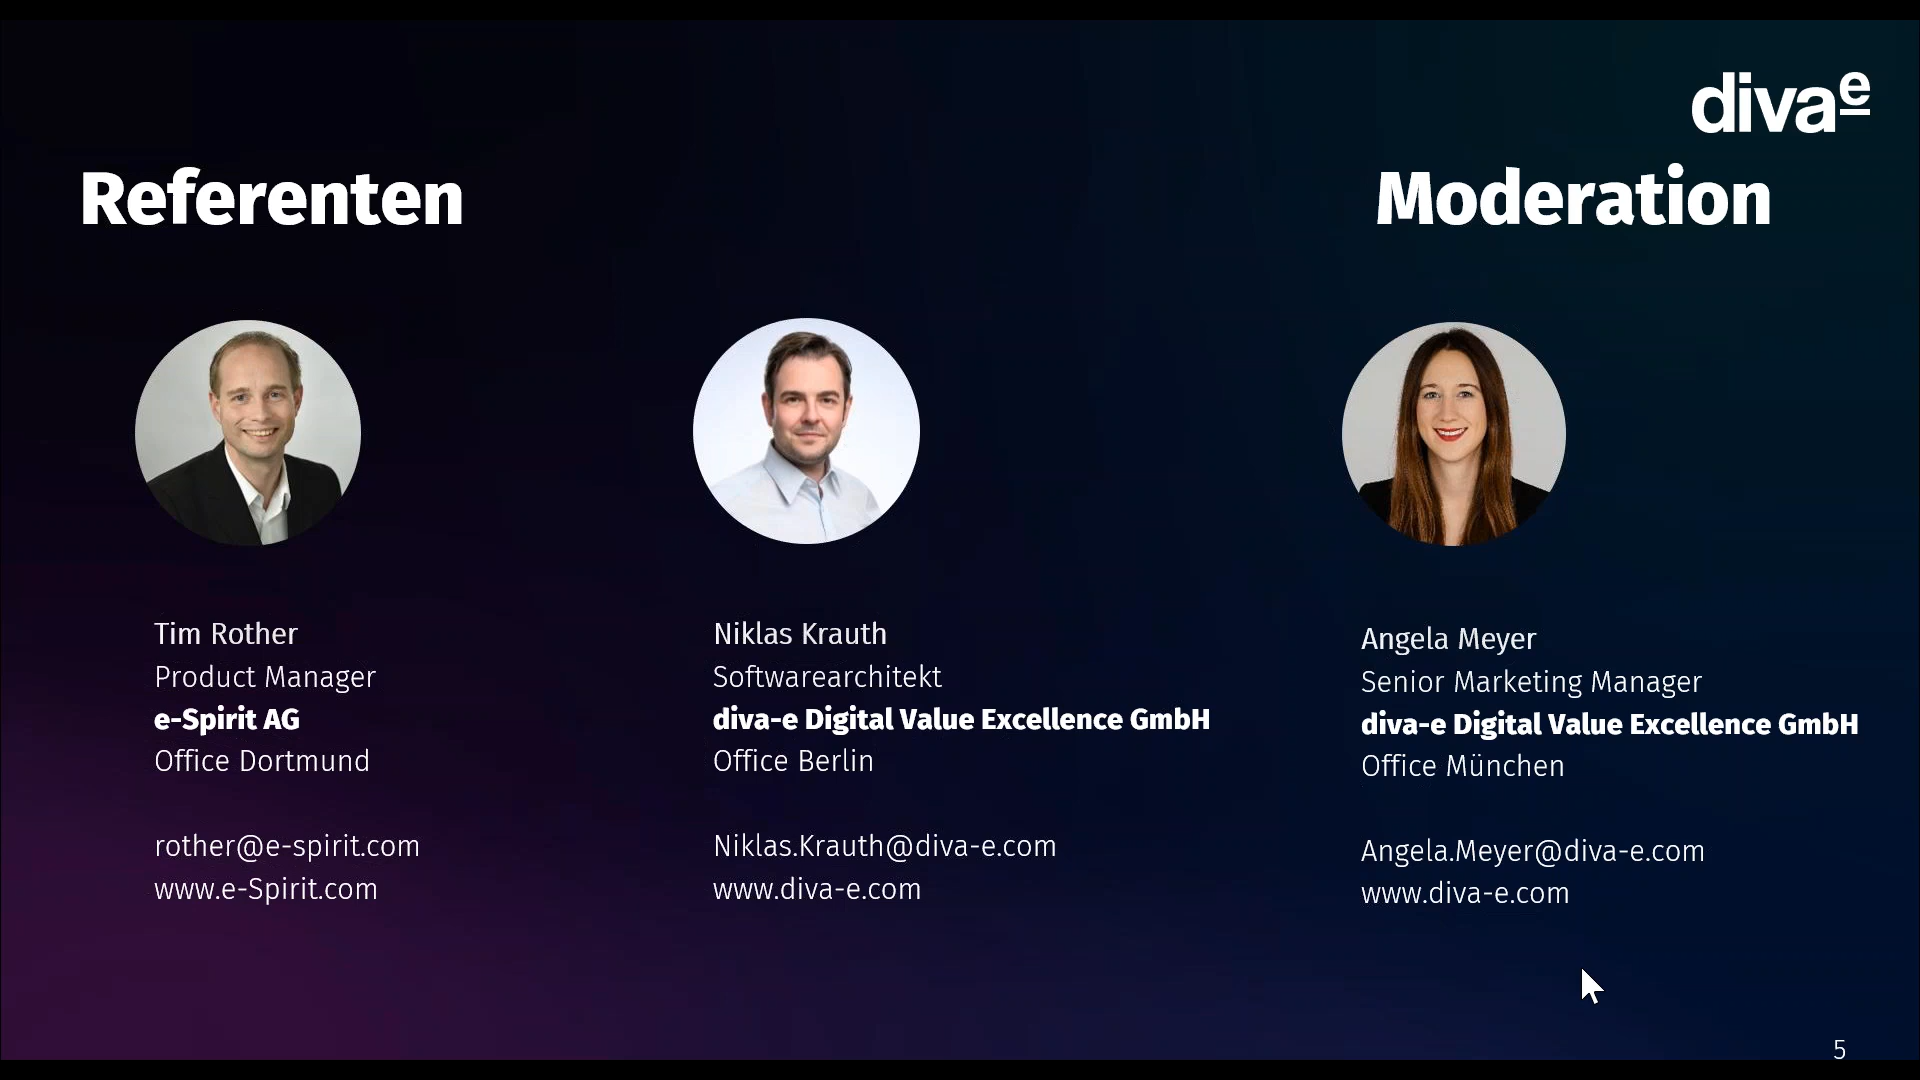 diva-e
Referenten
Moderation
Tim Rother
Product Manager
e-Spirit AG
Office Dortmund
rother@e-spirit.com
www.e-Spirit.com
Niklas Krauth
Softwarearchitekt
diva-e Digital Value Excellence GmbH
Office Berlin
Niklas.Krauth@diva-e.com
www.diva-e.com
Angela Meyer
Senior Marketing Manager
diva-e Digital Value Excellence GmbH
Office München
Angela.Meyer@diva-e.com
www.diva-e.com
5